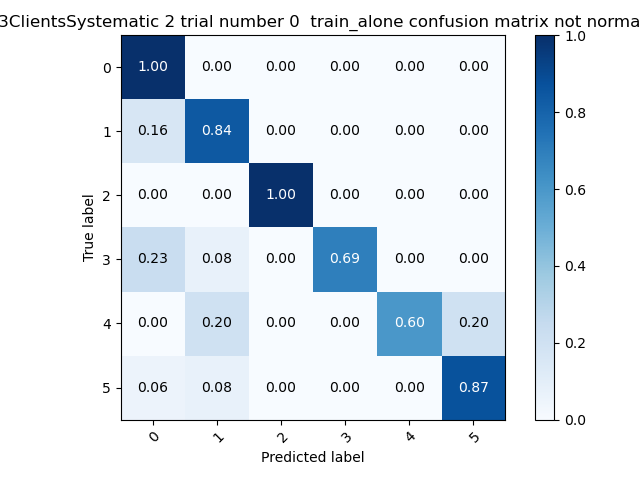 3ClientsSystematic 2 trial number 0 train_alone confusion matrix not norma
0 1.00 0.00 0.00 0.00 0.00 0.00
1 0.16 0.84 0.00 0.00 0.00 0.00
2 0.00 0.00 1.00 0.00 0.00 0.00
3 0.23 0.08 0.00 0.69 0.00 0.00
4 0.00 0.20 0.00 0.00 0.60 0.20
5 0.06 0.08 0.00 0.00 0.00 0.87
0 1 2 3 4 5
True label
Predicted label
1.0
0.8
0.6
0.4
0.2
0.0